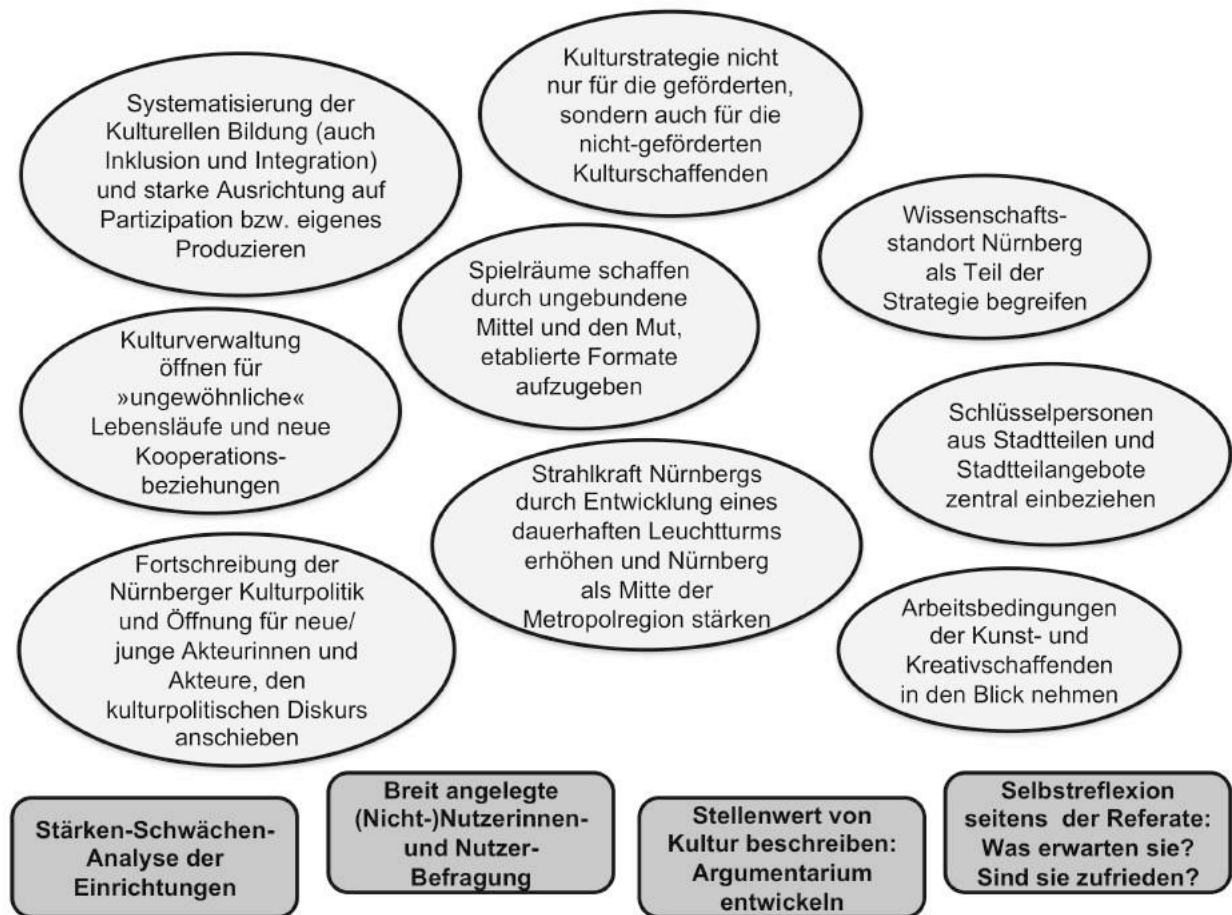 Systematisierung der
Kulturellen Bildung (auch
Inklusion und Integration)
und starke Ausrichtung auf
Partizipation bzw. eigenes
Produzieren
Kulturstrategie nicht
nur für die geförderten,
sondern auch für die
nicht-geförderten
Kulturschaffenden
Wissenschafts-
standort Nürnberg
als Teil der
Strategie begreifen
Spielräume schaffen
durch ungebundene
Mittel und den Mut,
etablierte Formate
aufzugeben
Kulturverwaltung
öffnen für
»ungewöhnliche«
Lebensläufe und neue
Kooperations-
beziehungen
Schlüsselpersonen
aus Stadtteilen und
Stadtteilangebote
zentral einbeziehen
Strahlkraft Nürnbergs
durch Entwicklung eines
dauerhaften Leuchtturms
erhöhen und Nürnberg
als Mitte der
Metropolregion stärken
Fortschreibung der
Nürnberger Kulturpolitik
und Öffnung für neue/
junge Akteurinnen und
Akteure, den
kulturpolitischen Diskurs
anschieben
Arbeitsbedingungen
der Kunst- und
Kreativschaffenden
in den Blick nehmen
Stärken-Schwächen-
Analyse der
Einrichtungen
Breit angelegte
(Nicht-)Nutzerinnen-
und Nutzer-
Befragung
Stellenwert von
Kultur beschreiben:
Argumentarium
entwickeln
Selbstreflexion
seitens der Referate:
Was erwarten sie?
Sind sie zufrieden?